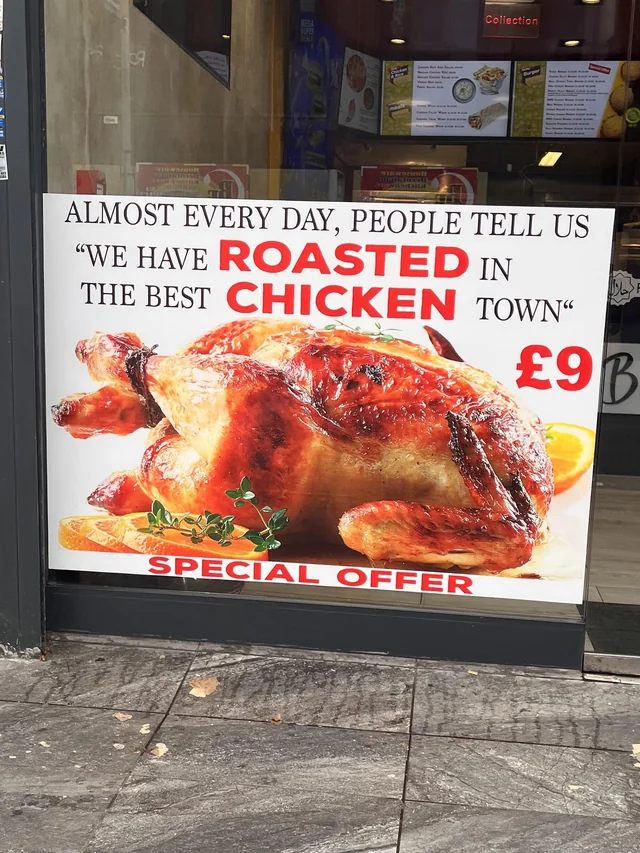 Collection
ALMOST EVERY DAY, PEOPLE TELL US
“WE HAVE ROASTED IN
THE BEST CHICKEN TOWN“
£9
SPECIAL OFFER